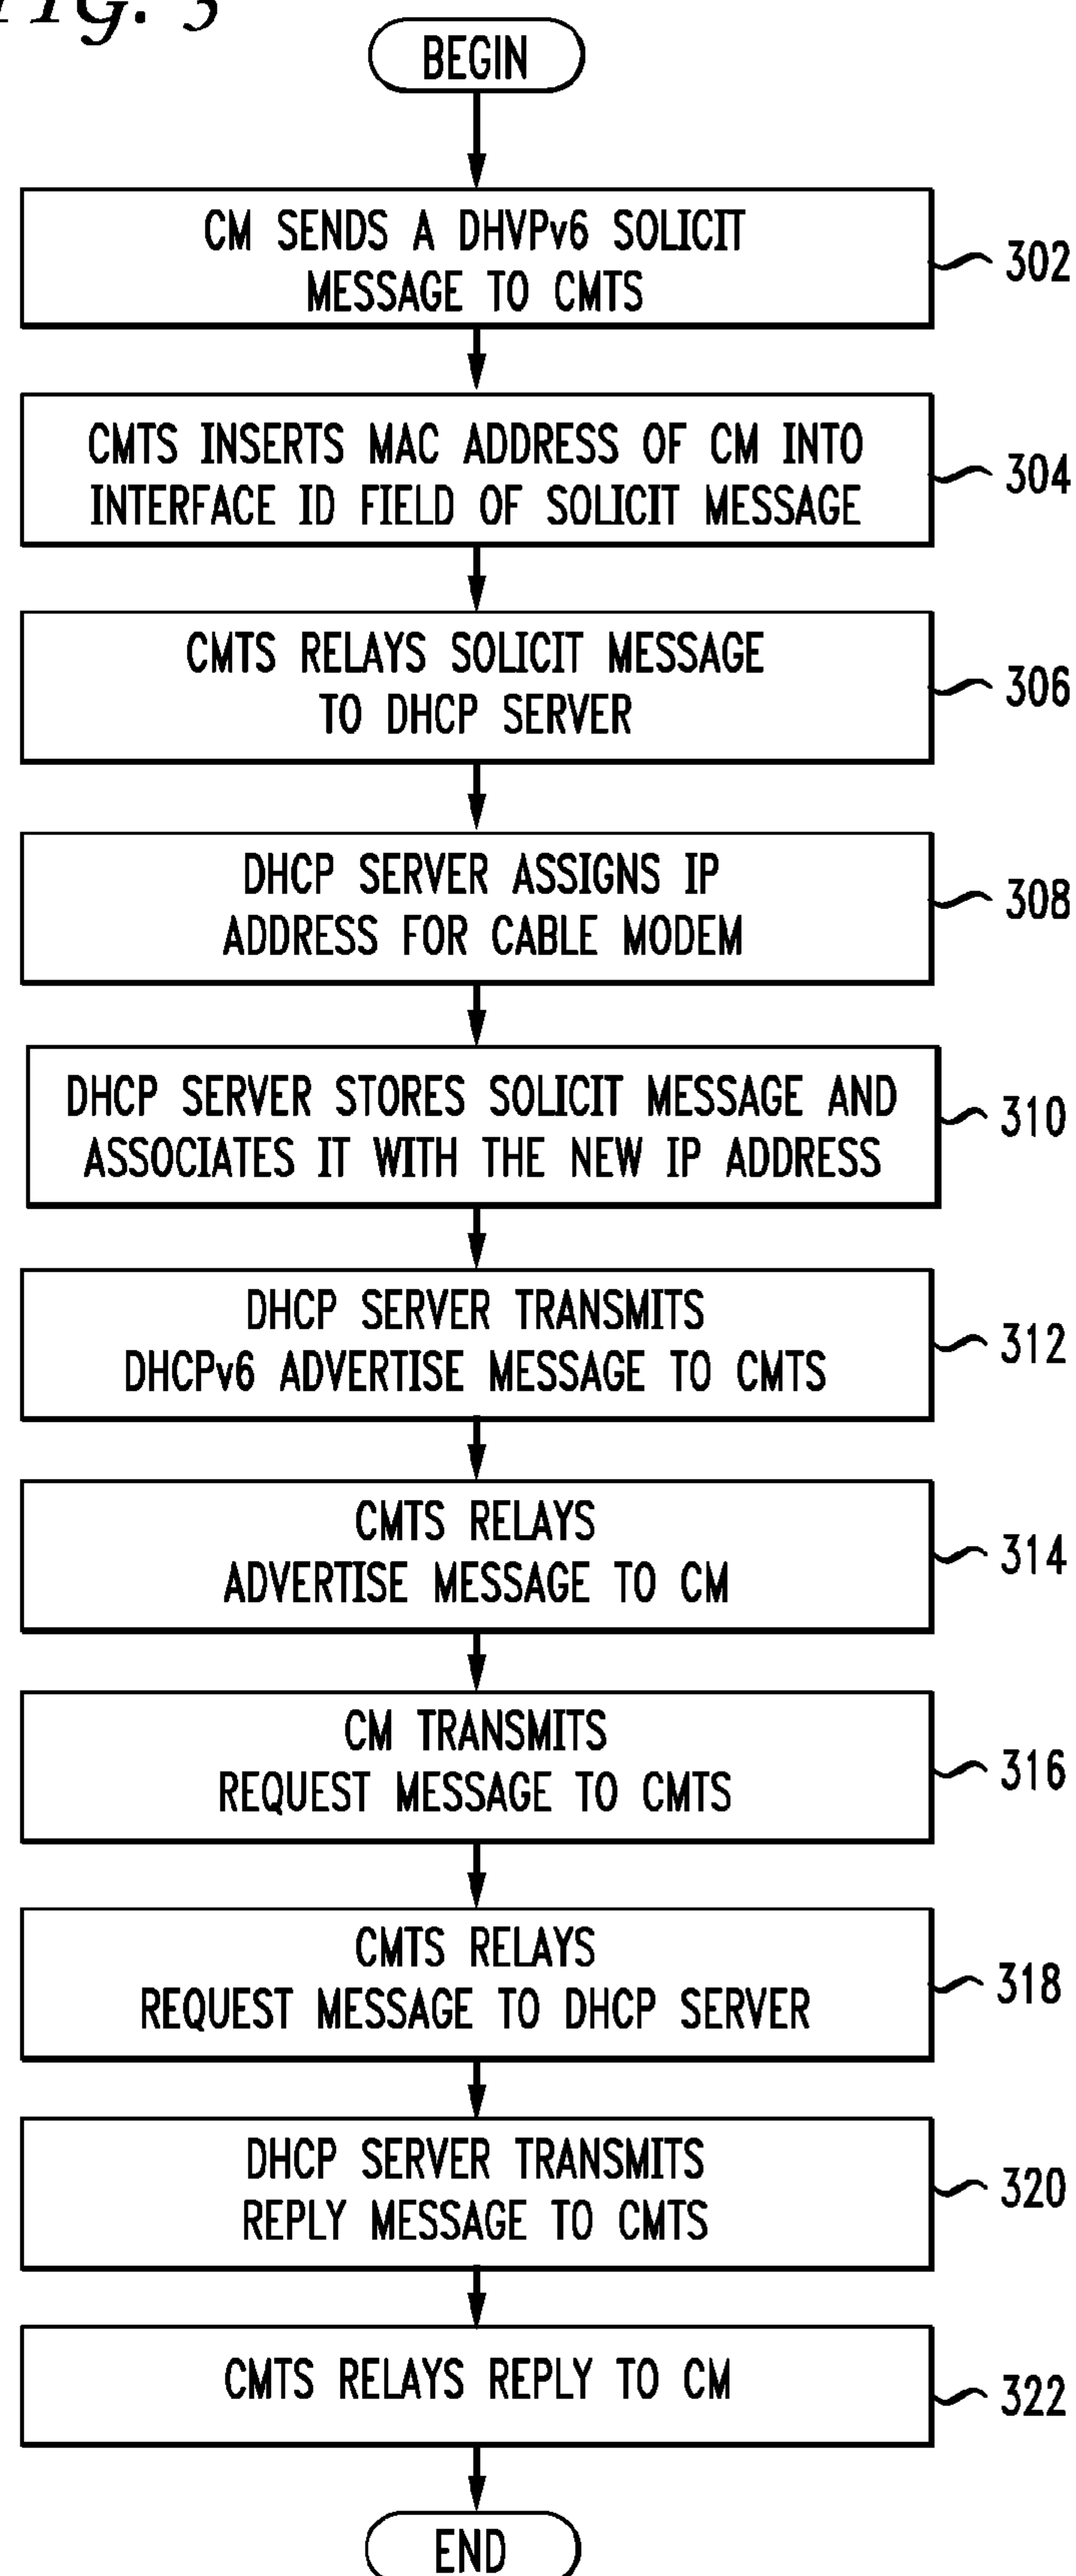 FIG. 3
BEGIN
CM SENDS A DHVPv6 SOLICIT
MESSAGE TO CMTS
302
CMTS INSERTS MAC ADDRESS OF CM INTO
INTERFACE ID FIELD OF SOLICIT MESSAGE
304
CMTS RELAYS SOLICIT MESSAGE
TO DHCP SERVER
306
DHCP SERVER ASSIGNS IP
ADDRESS FOR CABLE MODEM
308
DHCP SERVER STORES SOLICIT MESSAGE AND
ASSOCIATES IT WITH THE NEW IP ADDRESS
310
DHCP SERVER TRANSMITS
DHCPv6 ADVERTISE MESSAGE TO CMTS
312
CMTS RELAYS
ADVERTISE MESSAGE TO CM
314
CM TRANSMITS
REQUEST MESSAGE TO CMTS
316
CMTS RELAYS
REQUEST MESSAGE TO DHCP SERVER
318
DHCP SERVER TRANSMITS
REPLY MESSAGE TO CMTS
320
CMTS RELAYS REPLY TO CM
322
END